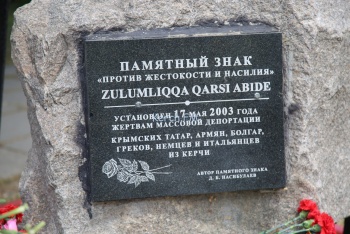 ПАМЯТНЫЙ ЗНАК
«ПРОТИВ ЖЕСТОКОСТИ И НАСИЛИЯ»
ZULUMLIQQA QARSI ABIDE
УСТАНОВЛЕН 17 МАЯ 2003 ГОДА
ЖЕРТВАМ МАССОВОЙ ДЕПОРТАЦИИ
КРЫМСКИХ ТАТАР, АРМЯН, БОЛГАР,
ГРЕКОВ, НЕМЦЕВ И ИТАЛЬЯНЦЕВ
ИЗ КЕРЧИ
АВТОР ПАМЯТНОГО ЗНАКА
Д. В. НАСИБУЛАЕВ